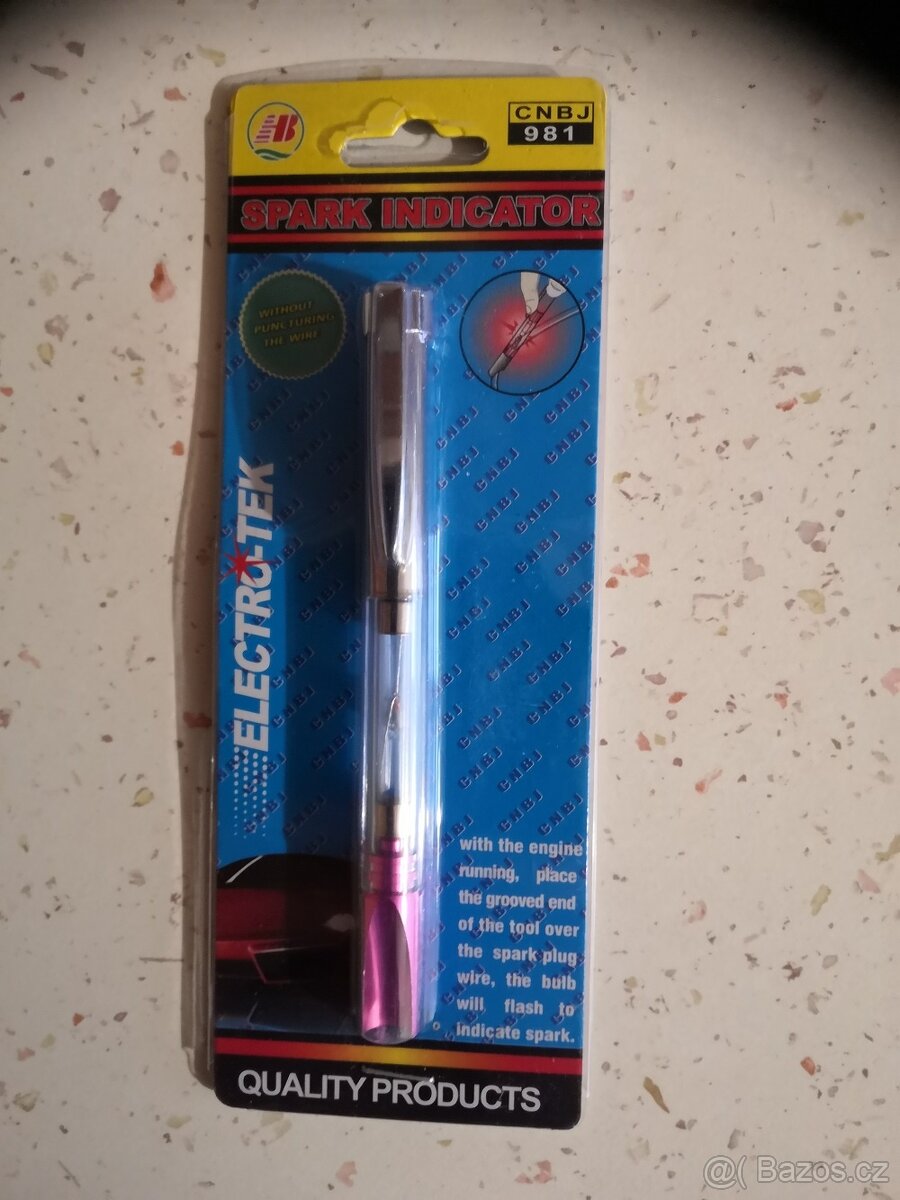 B
CNBJ
981
SPARK INDICATOR
WITHOUT
PUNCTURING
THE WIRE
ELECTRO-TEK
with the engine
running, place
the grooved end
of the tool over
the spark plug
wire, the bulb
will flash to
indicate spark.
QUALITY PRODUCTS
@( Bazos.cz